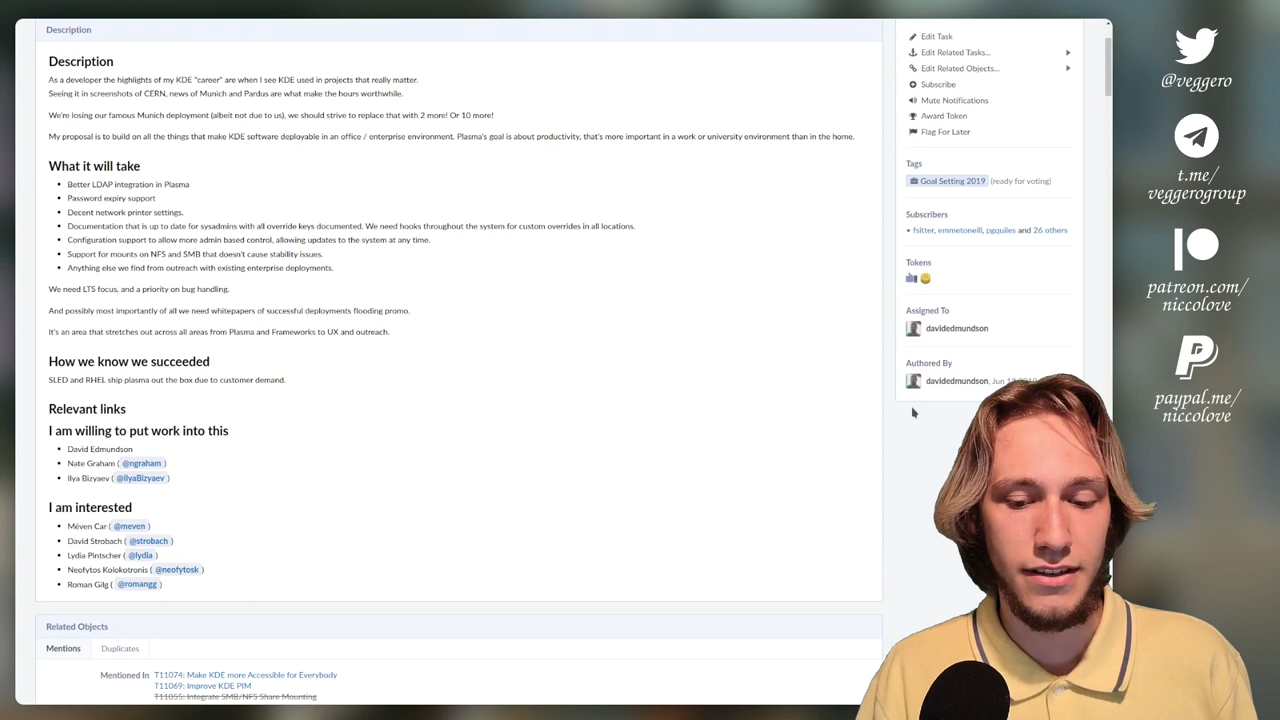 Description
Description
As a developer the highlights of my KDE "career" are when I see KDE used in projects that really matter.
Seeing it in screenshots of CERN, news of Munich and Pardus are what make the hours worthwhile.
We're losing our famous Munich deployment (albeit not due to us), we should strive to replace that with 2 more! Or 10 more!
My proposal is to build on all the things that make KDE software deployable in an office / enterprise environment. Plasma's goal is about productivity, that's more important in a work or university environment than in the home.
What it will take
• Better LDAP integration in Plasma
• Password expiry support
• Decent network printer settings.
• Documentation that is up to date for sysadmins with all override keys documented. We need hooks throughout the system for custom overrides in all locations.
• Configuration support to allow more admin based control, allowing updates to the system at any time.
• Support for mounts on NFS and SMB that doesn't cause stability issues.
• Anything else we find from outreach with existing enterprise deployments.
We need LTS focus, and a priority on bug handling.
And possibly most importantly of all we need whitepapers of successful deployments flooding promo.
It's an area that stretches out across all areas from Plasma and Frameworks to UX and outreach.
How we know we succeeded
SLED and RHEL ship plasma out the box due to customer demand.
Relevant links
I am willing to put work into this
• David Edmundson
• Nate Graham ( @ngraham )
• Ilya Bizyaev ( @IlyaBizyaev )
I am interested
• Méven Car ( @meven )
• David Strobach ( @strobach )
• Lydia Pintscher ( @lydia )
• Neofytos Kolokotronis ( @neofytosk )
• Roman Gilg ( @romangg )
Related Objects
Mentions Duplicates
Mentioned In T11074: Make KDE more Accessible for Everybody
T11069: Improve KDE PIM
T11055: Integrate SMB/NFS Share Mounting
Edit Task
Edit Related Tasks...
Edit Related Objects...
Subscribe
Mute Notifications
Award Token
Flag For Later
Tags
Goal Setting 2019 (ready for voting)
Subscribers
• fsitter, emmetoneill, pgquiles and 26 others
Tokens
Assigned To
davidedmundson
Authored By
davidedmundson, Jun
@veggero
t.me/
veggerogroup
patreon.com/
niccolove
paypal.me/
niccolove